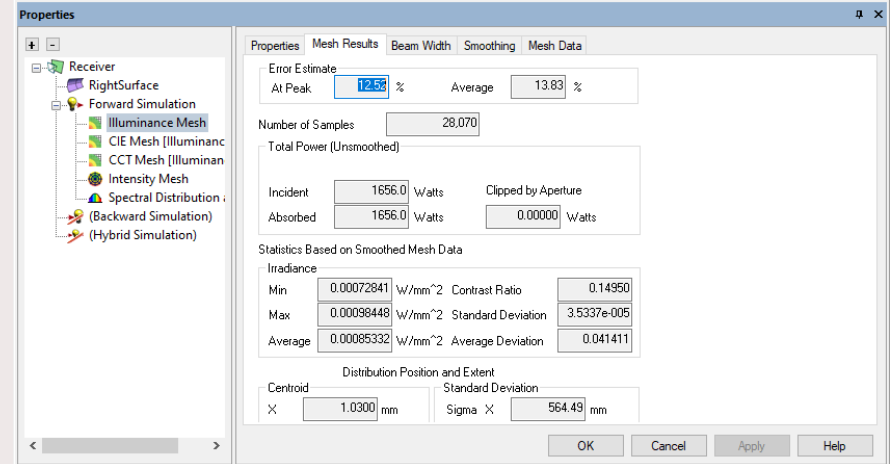 Properties
+ -
Receiver
RightSurface
Forward Simulation
Illuminance Mesh
CIE Mesh [Illuminanc
CCT Mesh [Illuminan
Intensity Mesh
Spectral Distribution a
(Backward Simulation)
(Hybrid Simulation)
Properties Mesh Results Beam Width Smoothing Mesh Data
Error Estimate
At Peak 12.52 % Average 13.83 %
Number of Samples 28,070
Total Power (Unsmoothed)
Incident 1656.0 Watts Clipped by Aperture
Absorbed 1656.0 Watts 0.00000 Watts
Statistics Based on Smoothed Mesh Data
Irradiance
Min 0.00072841 W/mm^2 Contrast Ratio 0.14950
Max 0.00098448 W/mm^2 Standard Deviation 3.5337e-005
Average 0.00085332 W/mm^2 Average Deviation 0.041411
Distribution Position and Extent
Centroid Standard Deviation
X 1.0300 mm Sigma X 564.49 mm
OK Cancel Apply Help